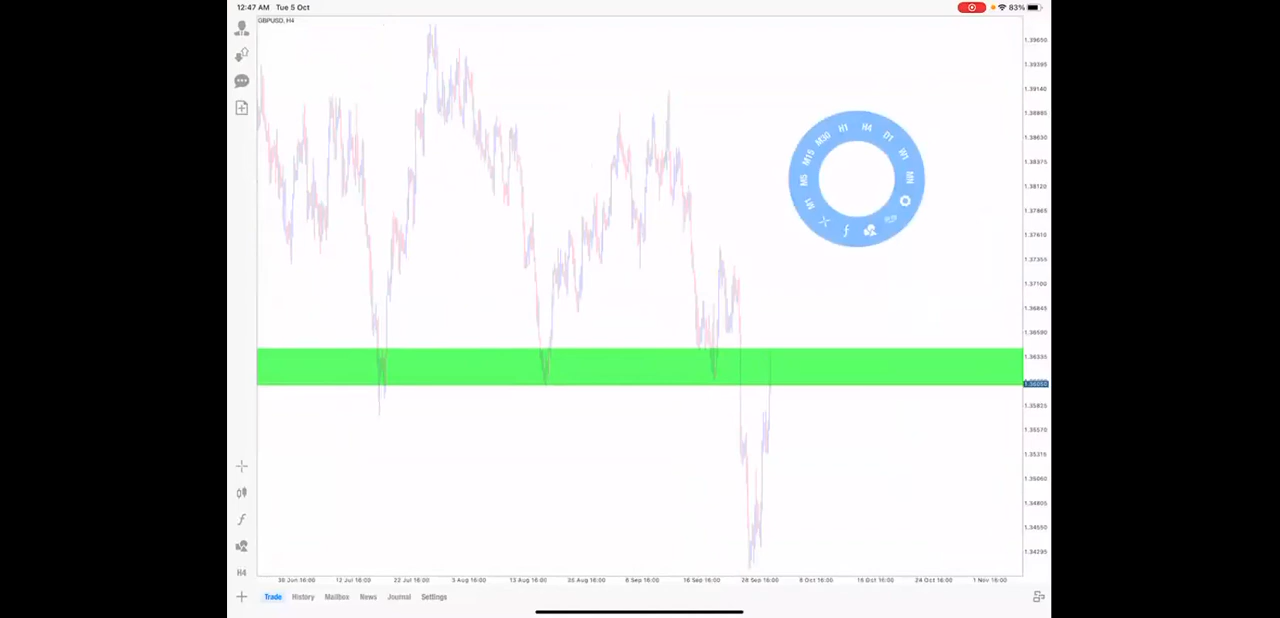 12:47 AM Tue 5 Oct
83%
GBPUSD, H4
1.39650
1.39395
1.39140
1.38885
1.38630
1.38375
1.38120
1.37865
1.37610
1.37355
1.37100
1.36845
1.36590
1.36335
1.35825
1.35570
1.35315
1.35060
1.34805
1.34550
1.34295
M1
M5
M15
M30
H1
H4
D1
W1
MN
f
f
H4
30 Jun 16:00 12 Jul 16:00 22 Jul 16:00 3 Aug 16:00 13 Aug 16:00 25 Aug 16:00 6 Sep 16:00 16 Sep 16:00 28 Sep 16:00 8 Oct 16:00 18 Oct 16:00 24 Oct 16:00 1 Nov 16:00
Trade History Mailbox News Journal Settings